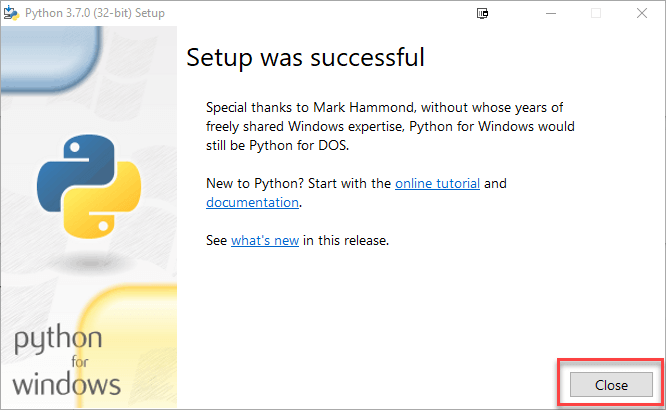 Python 3.7.0 (32-bit) Setup
Setup was successful
Special thanks to Mark Hammond, without whose years of
freely shared Windows expertise, Python for Windows would
still be Python for DOS.
New to Python? Start with the online tutorial and
documentation.
See what's new in this release.
python
for
windows
Close